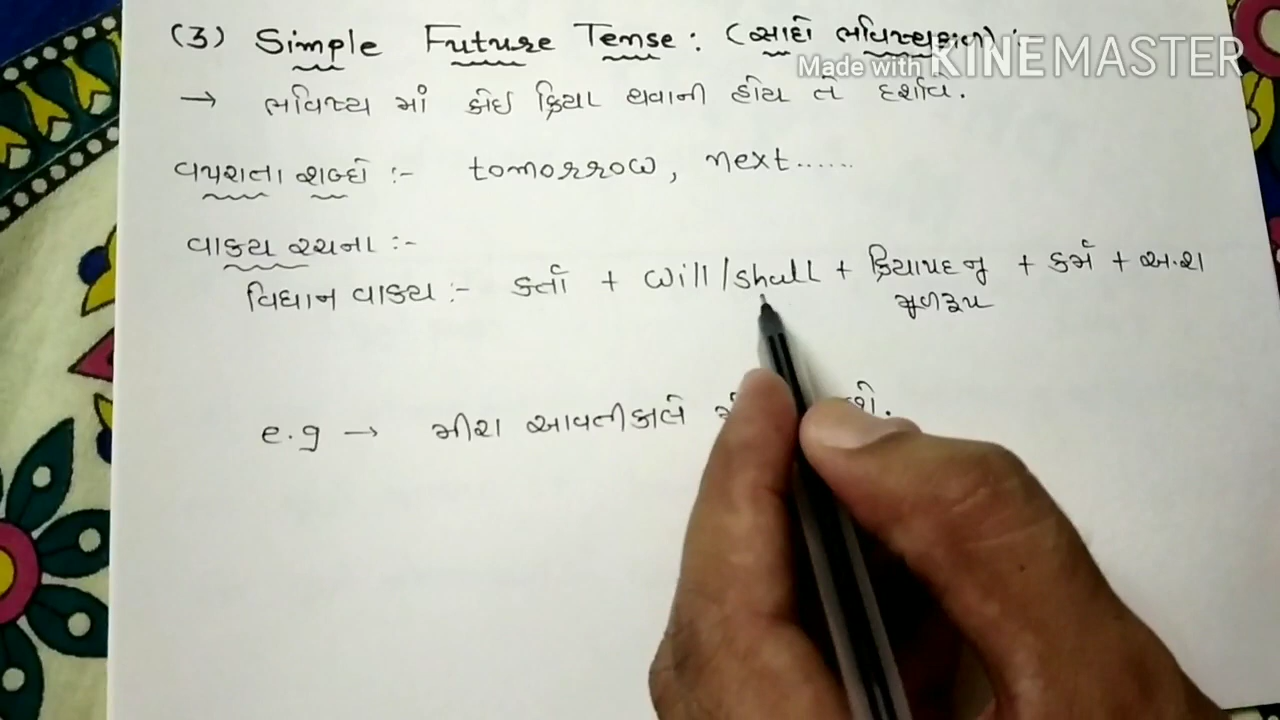 (3) Simple Future Tense : (સાદો ભવિષ્યકાળ) :
Made with KINEMASTER
→ ભવિષ્ય માં કોઇ ક્રિયા થવાની હોય તે દર્શાવે.
વપરાતા શબ્દો :- tomorrow, next......
વાક્ય રચના :-
વિધાન વાક્ય :- કર્તા + will/shall + ક્રિયાપદ નુ + કર્મ + અ.શ
મૂળરૂપ
e.g → મીરા આવતીકાલે